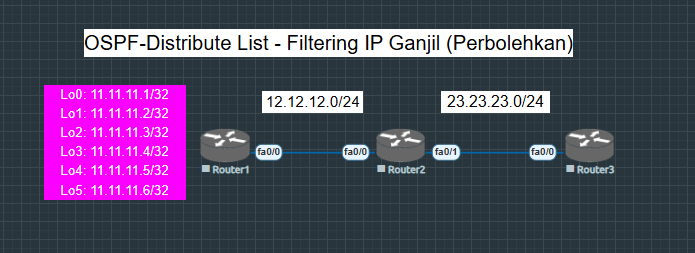 OSPF-Distribute List - Filtering IP Ganjil (Perbolehkan)
Lo0: 11.11.11.1/32
Lo1: 11.11.11.2/32
Lo2: 11.11.11.3/32
Lo3: 11.11.11.4/32
Lo4: 11.11.11.5/32
Lo5: 11.11.11.6/32
12.12.12.0/24
23.23.23.0/24
fa0/0
fa0/0
fa0/1
fa0/0
Router1
Router2
Router3